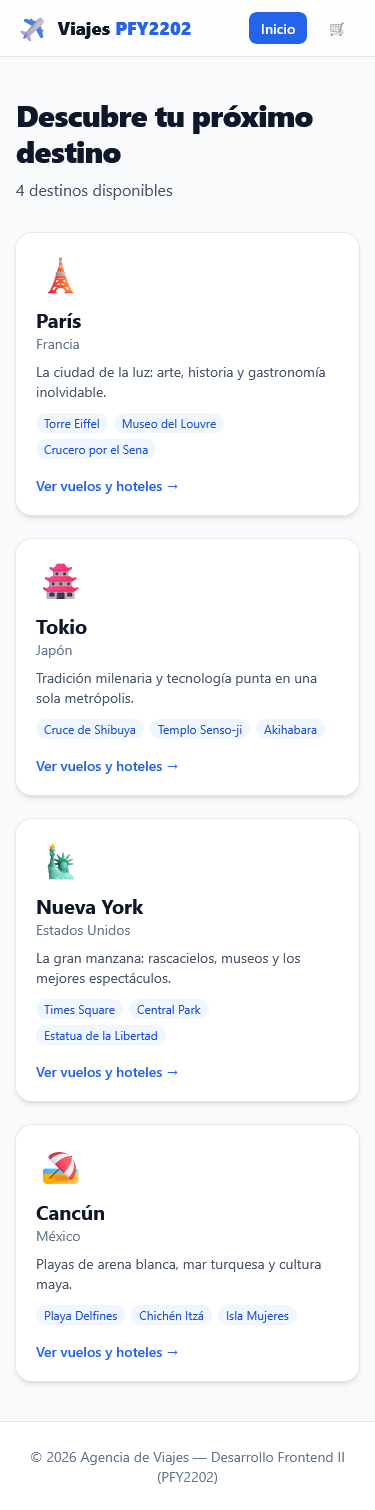 Viajes PFY2202
Inicio
Descubre tu próximo
destino
4 destinos disponibles
París
Francia
La ciudad de la luz: arte, historia y gastronomía
inolvidable.
Torre Eiffel
Museo del Louvre
Crucero por el Sena
Ver vuelos y hoteles →
Tokio
Japón
Tradición milenaria y tecnología punta en una
sola metrópolis.
Cruce de Shibuya
Templo Senso-ji
Akihabara
Ver vuelos y hoteles →
Nueva York
Estados Unidos
La gran manzana: rascacielos, museos y los
mejores espectáculos.
Times Square
Central Park
Estatua de la Libertad
Ver vuelos y hoteles →
Cancún
México
Playas de arena blanca, mar turquesa y cultura
maya.
Playa Delfines
Chichén Itzá
Isla Mujeres
Ver vuelos y hoteles →
© 2026 Agencia de Viajes — Desarrollo Frontend II
(PFY2202)